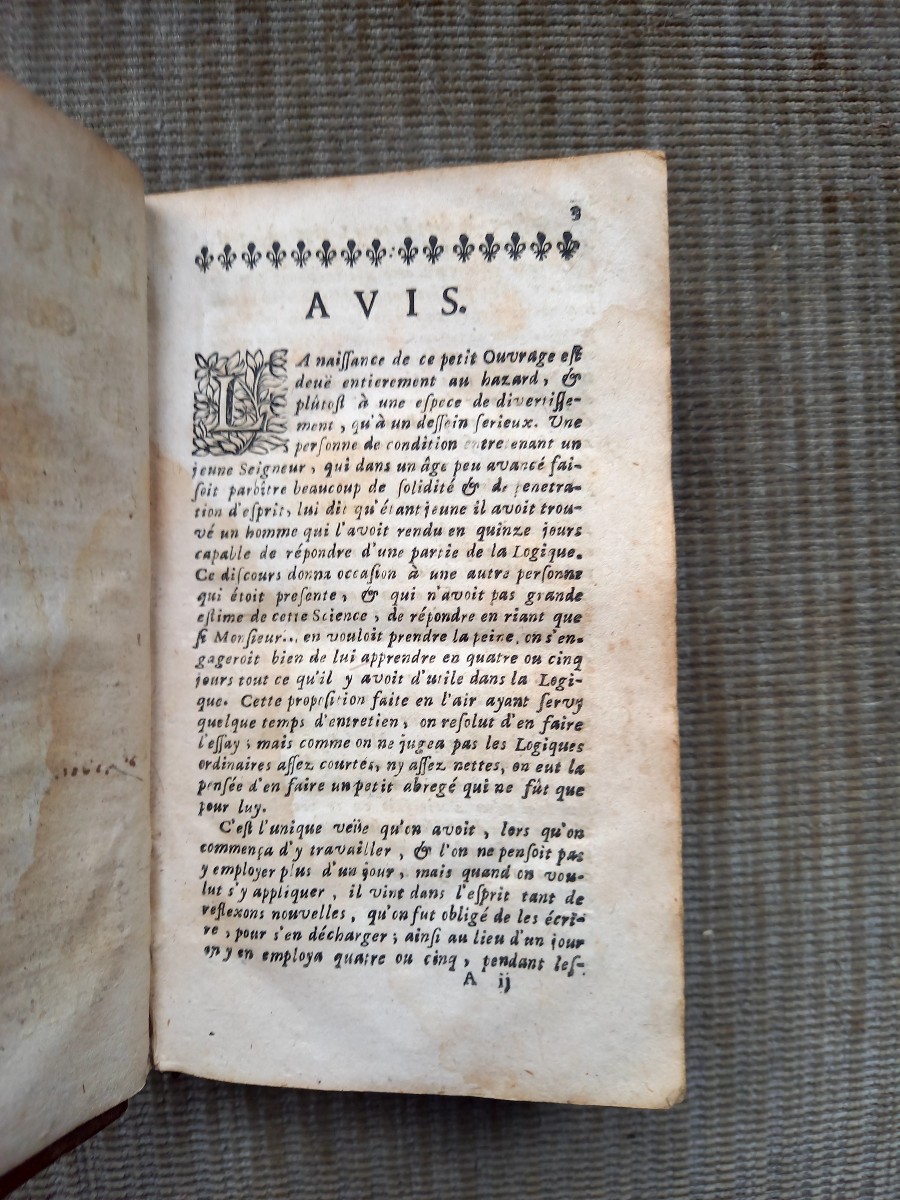 3
AVIS.
LA naiſſance de ce petit Ouvrage eſt
deuë entierement au hazard, &
plûtoſt à une eſpece de divertiſſe-
ment, qu'à un deſſein ſerieux. Une
perſonne de condition entretenant un
jeune Seigneur, qui dans un âge peu avancé fai-
ſoit paroître beaucoup de ſolidité & de penetra-
tion d'eſprit, lui dit qu'étant jeune il avoit trou-
vé un homme qui l'avoit rendu en quinze jours
capable de répondre d'une partie de la Logique.
Ce diſcours donna occaſion à une autre perſonne
qui étoit preſente, & qui n'avoit pas grande
eſtime de cette Science, de répondre en riant que
ſi Monſieur... en vouloit prendre la peine, on s'en-
gageroit bien de lui apprendre en quatre ou cinq
jours tout ce qu'il y avoit d'utile dans la Logi-
que. Cette propoſition faite en l'air ayant ſervy
quelque temps d'entretien, on reſolut d'en faire
l'eſſay; mais comme on ne jugea pas les Logiques
ordinaires aſſez courtes, ny aſſez nettes, on eut la
penſée d'en faire un petit abregé qui ne fût que
pour luy.
C'eſt l'unique veüe qu'on avoit, lors qu'on
commença d'y travailler, & l'on ne penſoit pas
y employer plus d'un jour, mais quand on vou-
lut s'y appliquer, il vint dans l'eſprit tant de
reflexons nouvelles, qu'on fut obligé de les écri-
re, pour s'en décharger; ainſi au lieu d'un jour
on y en employa quatre ou cinq, pendant leſ-
A ij